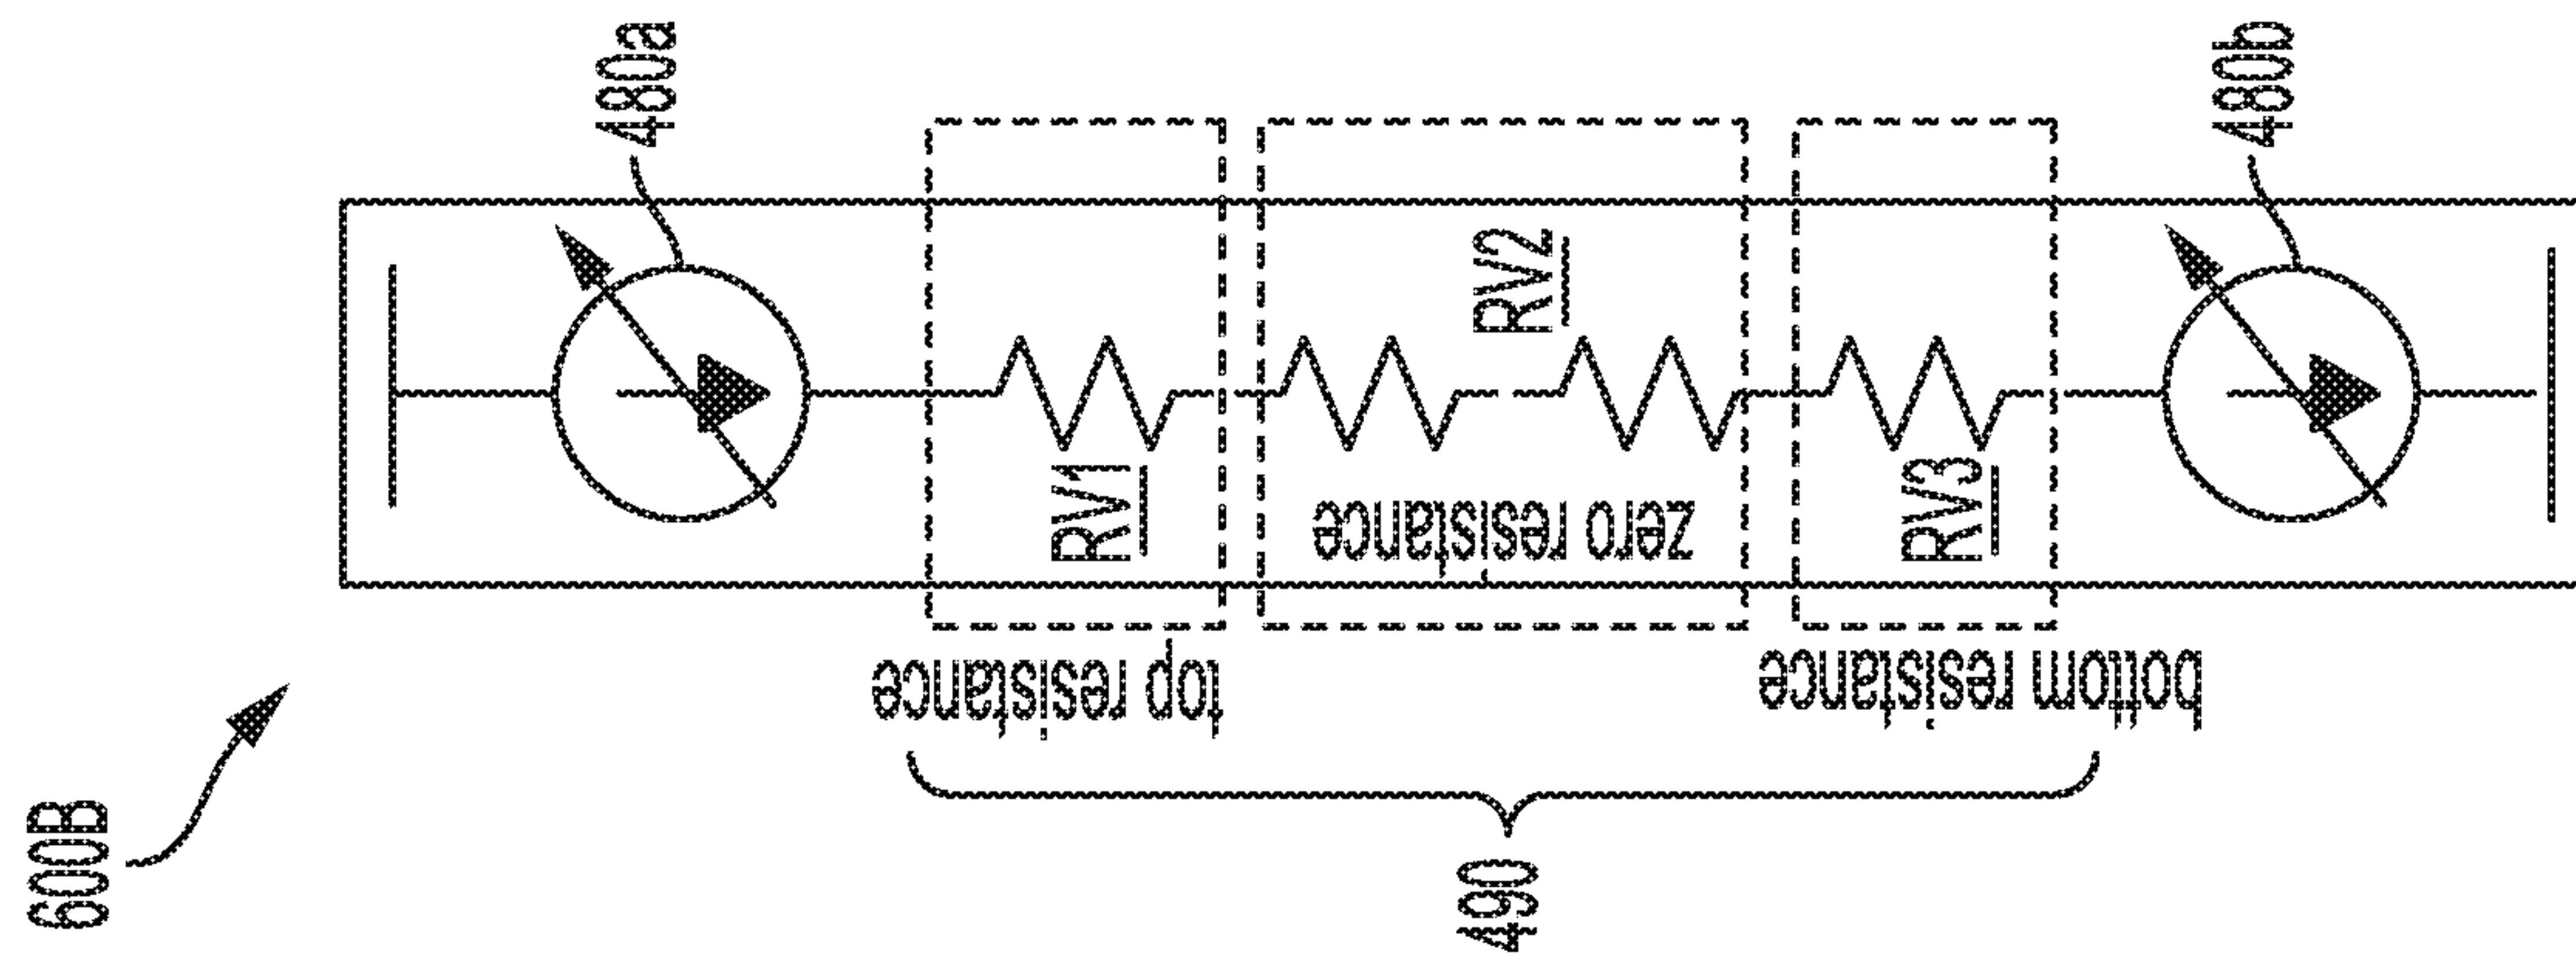 600B
480a
RV1
top resistance
RV2
zero resistance
490
RV3
bottom resistance
480b